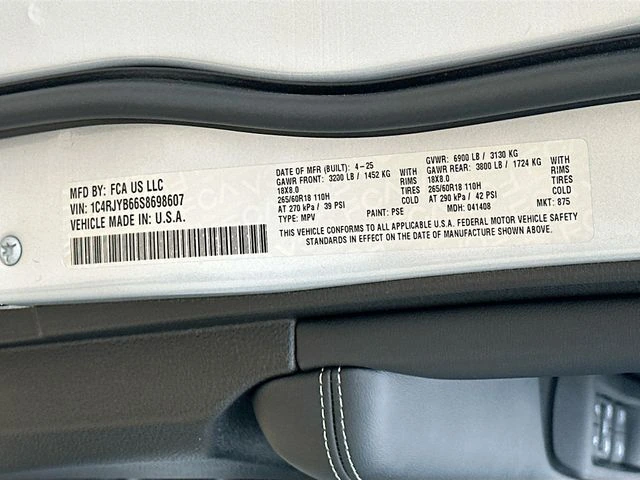 MFD BY: FCA US LLC
VIN: 1C4RJYB66S8698607
VEHICLE MADE IN: U.S.A.
DATE OF MFR (BUILT): 4-25 GVWR: 6900 LB / 3130 KG
GAWR FRONT: 3200 LB / 1452 KG WITH GAWR REAR: 3800 LB / 1724 KG WITH
18X8.0 RIMS 18X8.0 RIMS
265/60R18 110H TIRES 265/60R18 110H TIRES
AT 270 kPa / 39 PSI COLD AT 290 kPa / 42 PSI COLD
TYPE: MPV PAINT: PSE MDH: 041408 MKT: 875
THIS VEHICLE CONFORMS TO ALL APPLICABLE U.S.A. FEDERAL MOTOR VEHICLE SAFETY
STANDARDS IN EFFECT ON THE DATE OF MANUFACTURE SHOWN ABOVE.